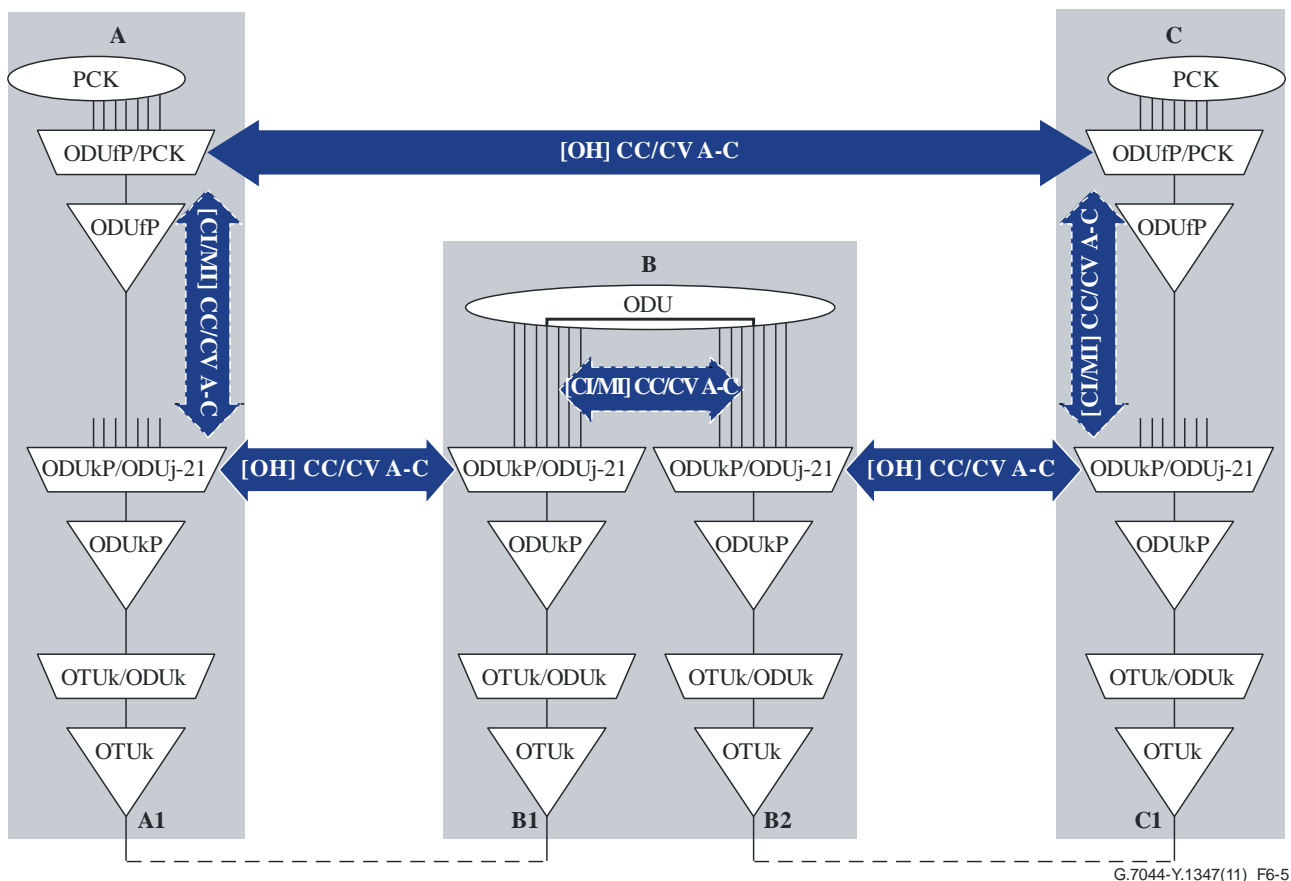 A
C
PCK
PCK
ODUfP/PCK
[OH] CC/CV A-C
ODUfP/PCK
ODUfP
[CI/MI] CC/CV A-C
[CI/MI] CC/CV A-C
ODUfP
B
ODU
[CI/MI] CC/CV A-C
ODUkP/ODUj-21
[OH] CC/CV A-C
ODUkP/ODUj-21
ODUkP/ODUj-21
[OH] CC/CV A-C
ODUkP/ODUj-21
ODUkP
ODUkP
ODUkP
ODUkP
OTUk/ODUk
OTUk/ODUk
OTUk/ODUk
OTUk/ODUk
OTUk
OTUk
OTUk
OTUk
A1
B1
B2
C1
G.7044-Y.1347(11)_F6-5